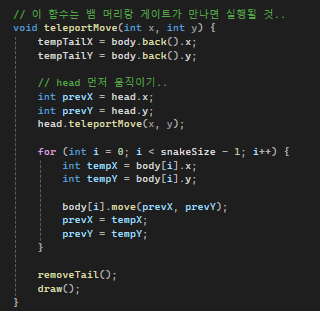 // 이 함수는 뱀 머리랑 게이트가 만나면 실행될 것..
void teleportMove(int x, int y) {
    tempTailX = body.back().x;
    tempTailY = body.back().y;

    // head 먼저 움직이기..
    int prevX = head.x;
    int prevY = head.y;
    head.teleportMove(x, y);

    for (int i = 0; i < snakeSize - 1; i++) {
        int tempX = body[i].x;
        int tempY = body[i].y;

        body[i].move(prevX, prevY);
        prevX = tempX;
        prevY = tempY;
    }

    removeTail();
    draw();
}